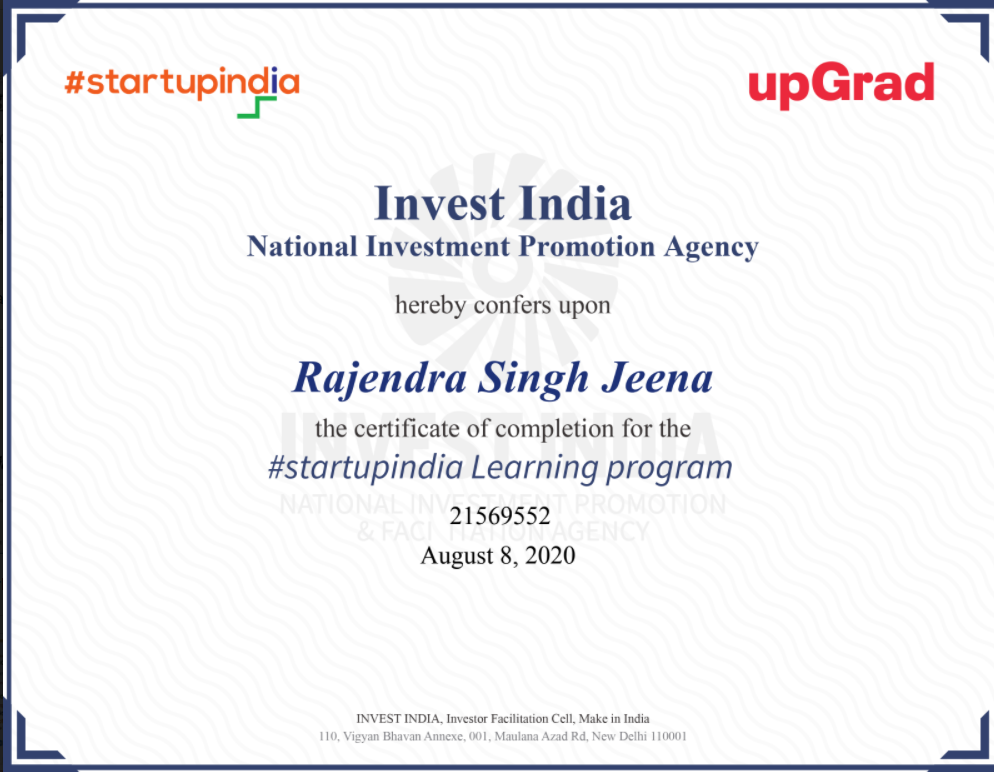 #startupindia
upGrad
Invest India
National Investment Promotion Agency
hereby confers upon
Rajendra Singh Jeena
INVEST INDIA
the certificate of completion for the
#startupindia Learning program
NATIONAL INVESTMENT PROMOTION
21569552
& FACILITATION AGENCY
August 8, 2020
INVEST INDIA, Investor Facilitation Cell, Make in India
110, Vigyan Bhavan Annexe, 001, Maulana Azad Rd, New Delhi 110001